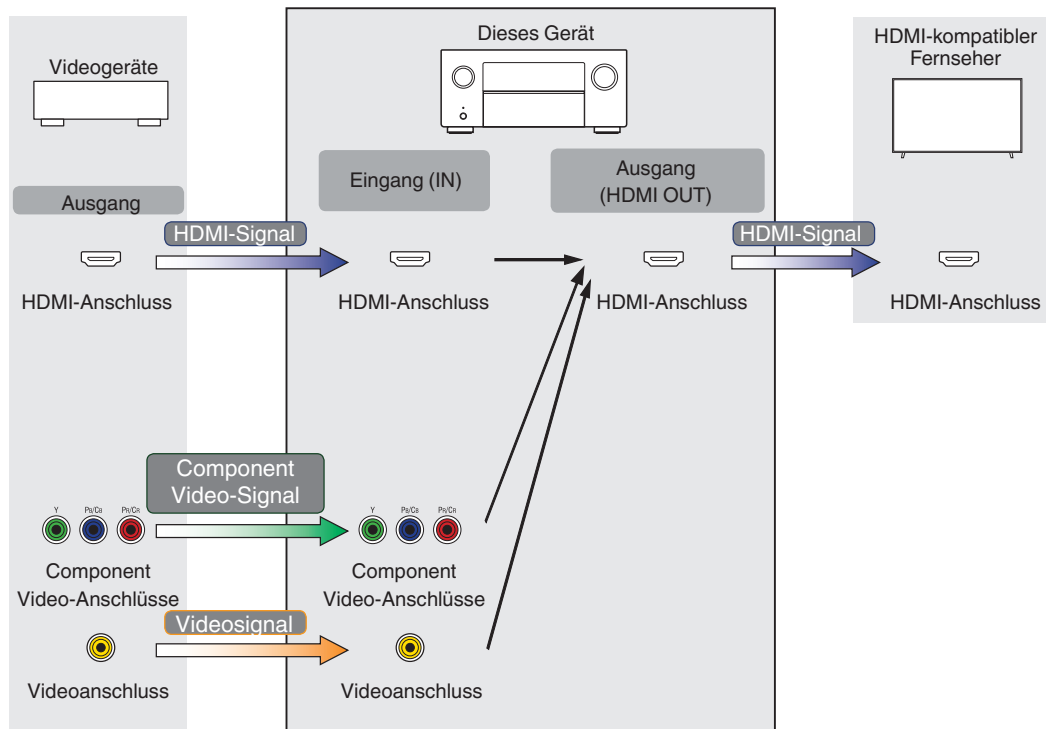 Videogeräte
Dieses Gerät
HDMI-kompatibler
Fernseher
Ausgang
Eingang (IN)
Ausgang
(HDMI OUT)
HDMI-Signal
HDMI-Signal
HDMI-Anschluss
HDMI-Anschluss
HDMI-Anschluss
HDMI-Anschluss
Component
Video-Signal
Y PB/CB PR/CR
Y PB/CB PR/CR
Component
Video-Anschlüsse
Component
Video-Anschlüsse
Videosignal
Videoanschluss
Videoanschluss